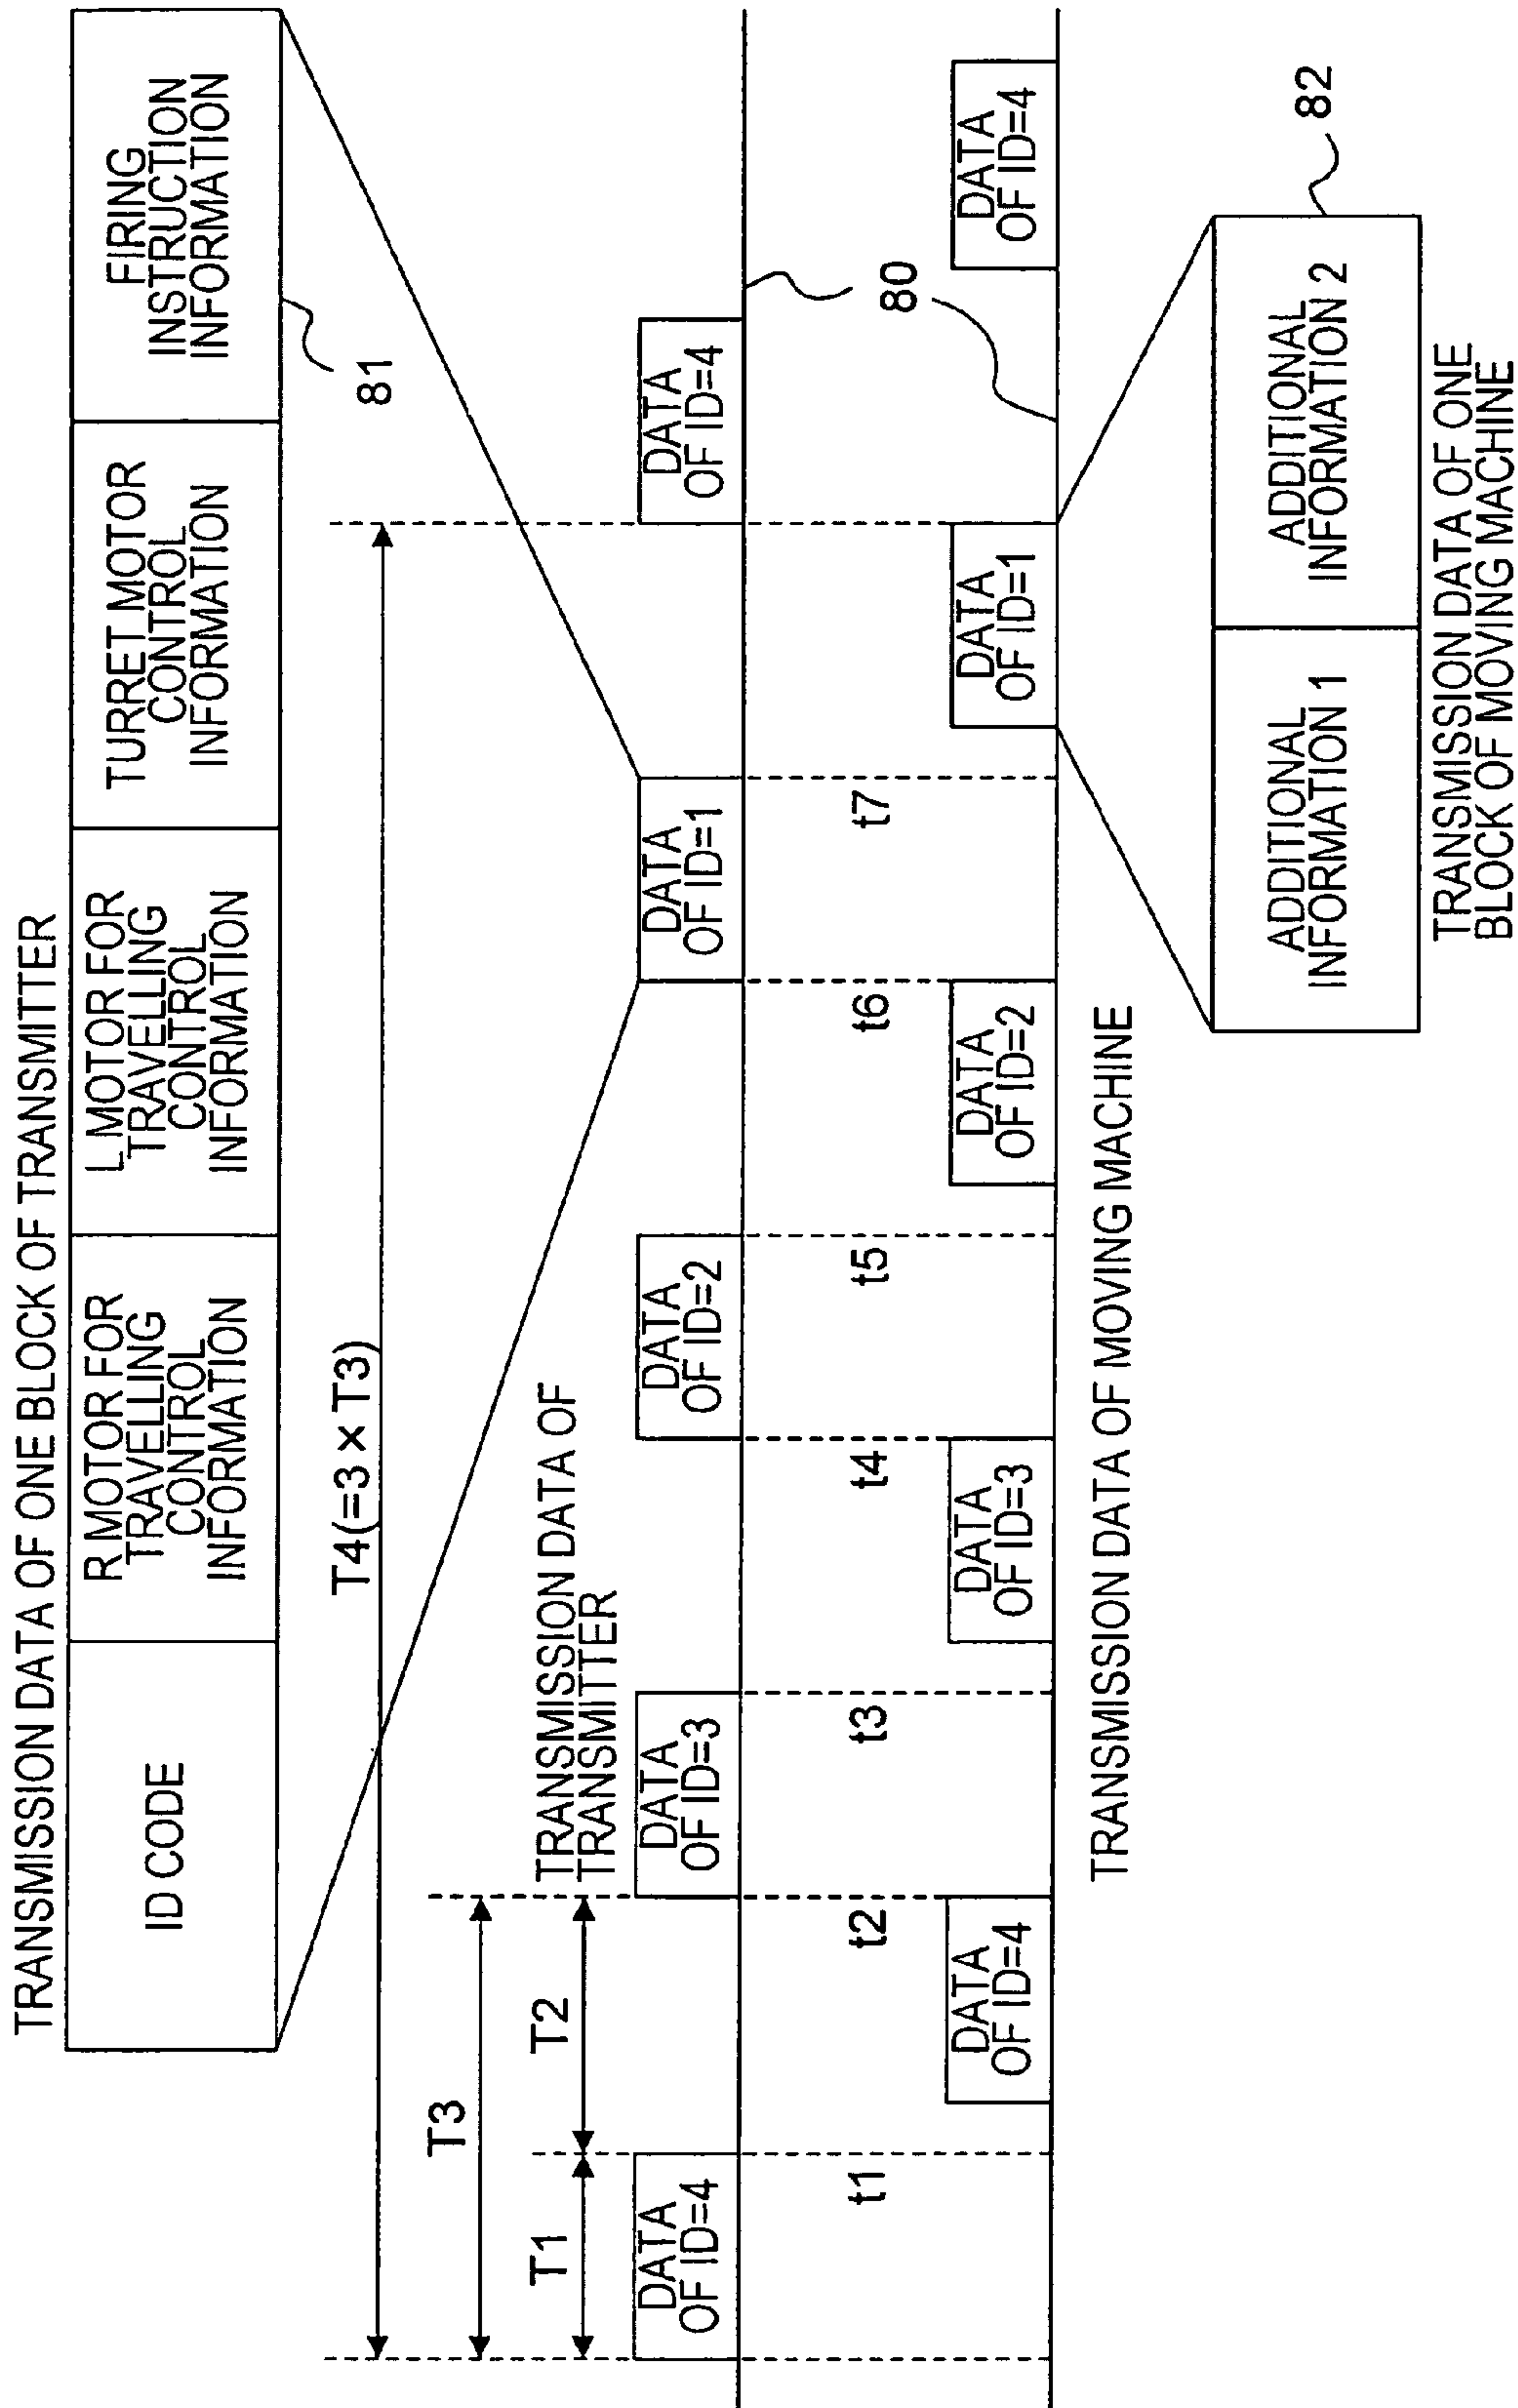 TRANSMISSION DATA OF ONE BLOCK OF TRANSMITTER
ID CODE
R MOTOR FOR
TRAVELLING
CONTROL
INFORMATION
L MOTOR FOR
TRAVELLING
CONTROL
INFORMATION
TURRET MOTOR
CONTROL
INFORMATION
FIRING
INSTRUCTION
INFORMATION
81
T4(=3 × T3)
T3
T1
T2
TRANSMISSION DATA OF
TRANSMITTER
DATA
OF ID=4
DATA
OF ID=3
DATA
OF ID=2
DATA
OF ID=1
DATA
OF ID=4
80
t1
t2
t3
t4
t5
t6
t7
DATA
OF ID=4
DATA
OF ID=3
DATA
OF ID=2
DATA
OF ID=1
DATA
OF ID=4
TRANSMISSION DATA OF MOVING MACHINE
ADDITIONAL
INFORMATION 1
ADDITIONAL
INFORMATION 2
82
TRANSMISSION DATA OF ONE
BLOCK OF MOVING MACHINE